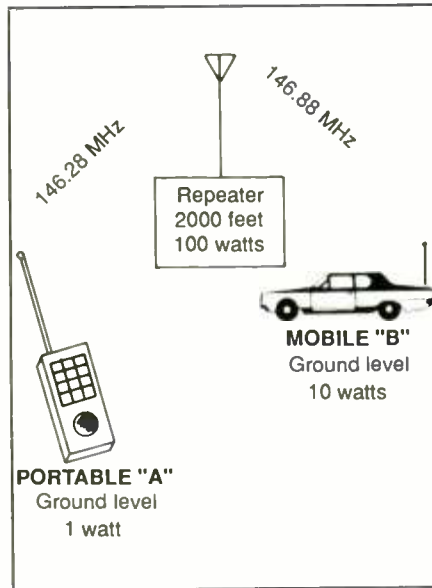 146.28 MHz
146.88 MHz
Repeater
2000 feet
100 watts
MOBILE "B"
Ground level
10 watts
PORTABLE "A"
Ground level
1 watt